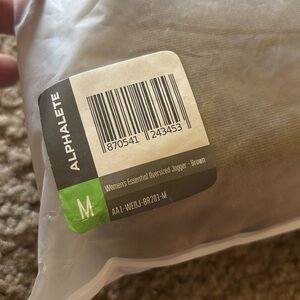 ALPHALETE
870541 243453
M
Women's Essential Oversized Jogger - Brown
AA1-WEOJ-BR201-M